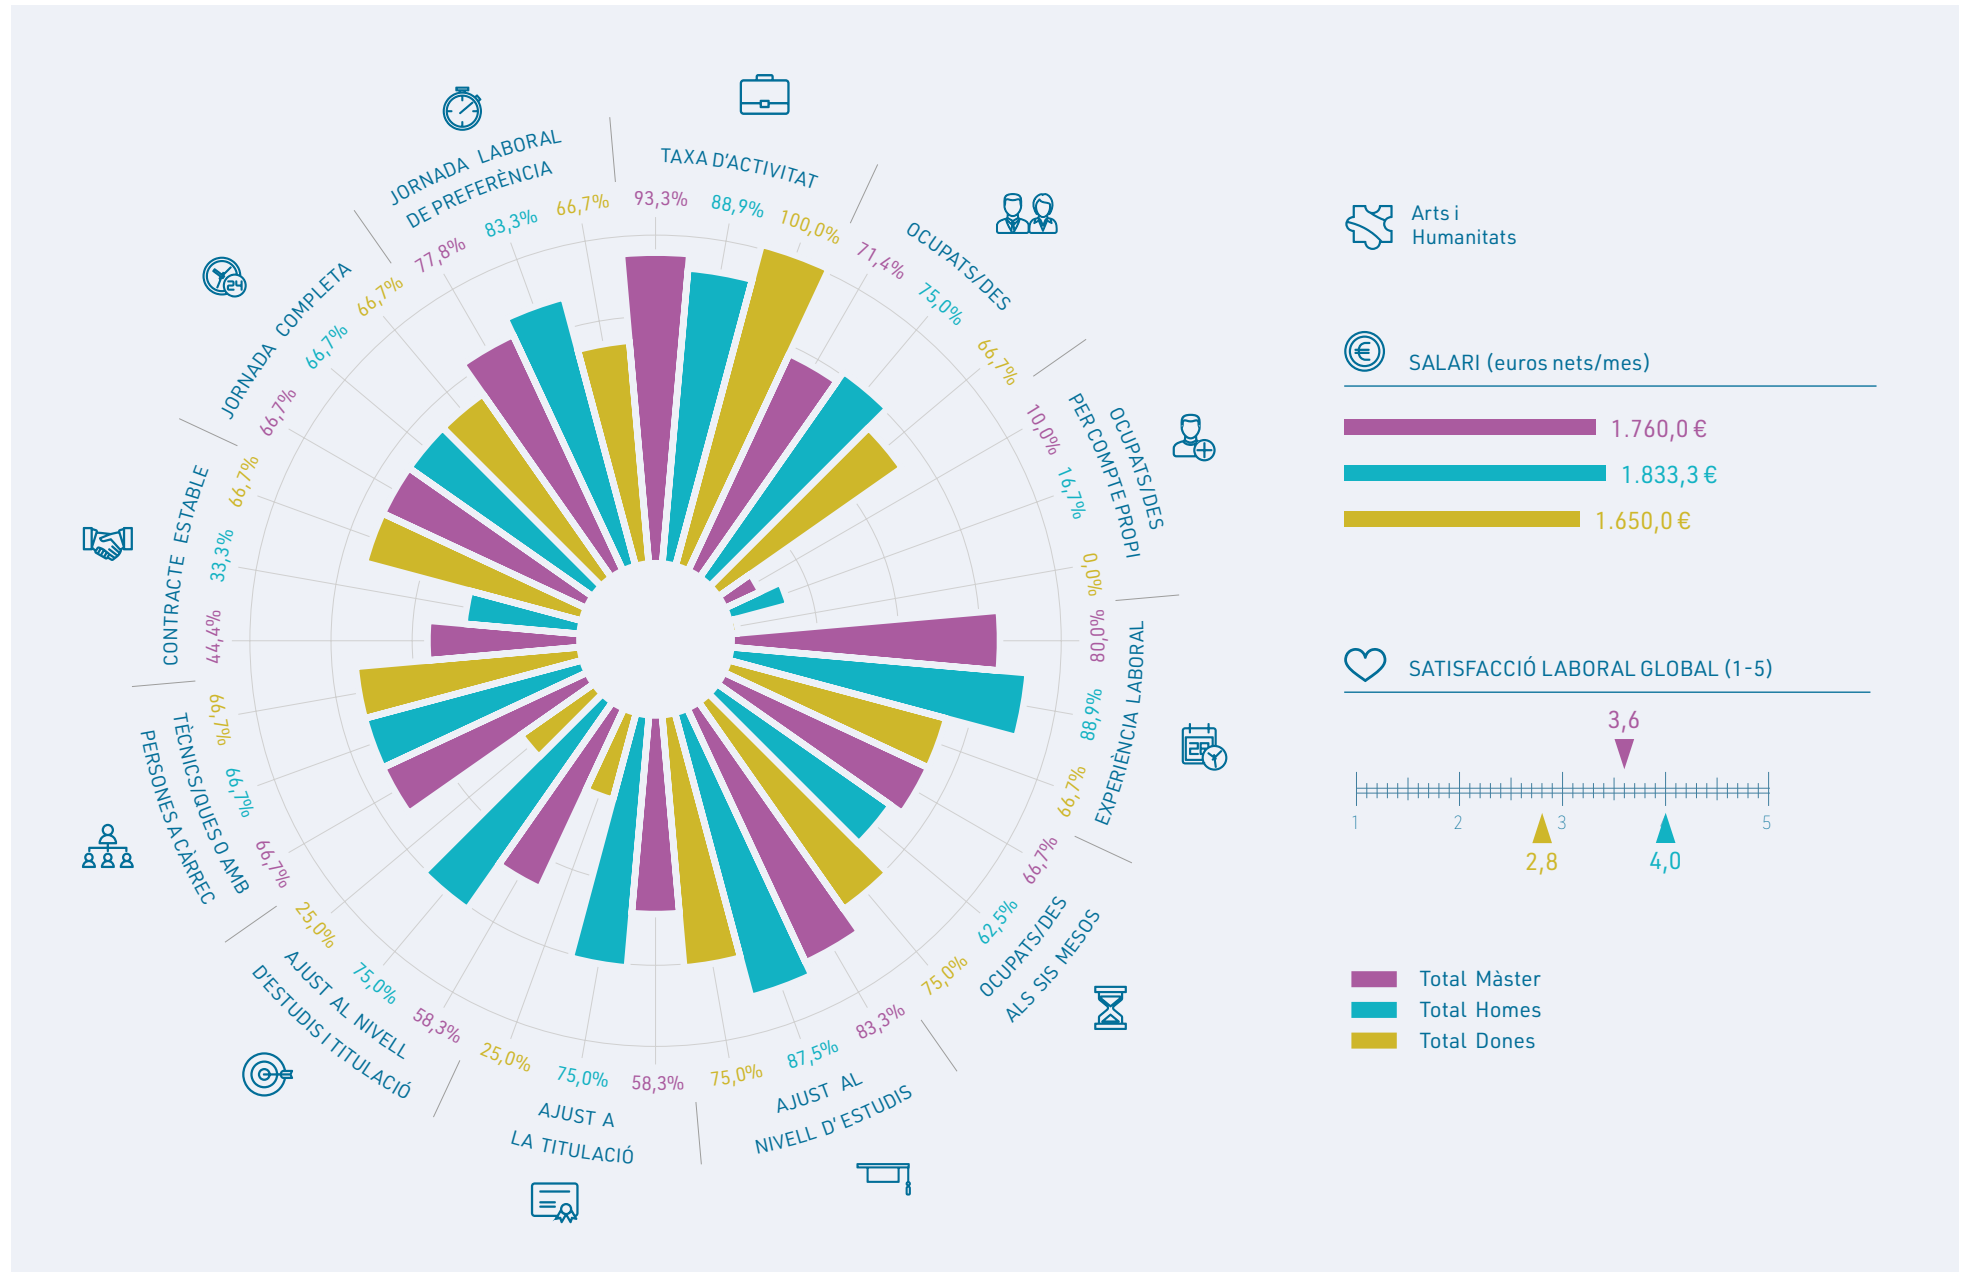 TAXA D'ACTIVITAT
93,3%
88,9%
100,0%
OCUPATS/DES
71,4%
75,0%
66,7%
OCUPATS/DES
PER COMPTE PROPI
10,0%
16,7%
0,0%
EXPERIÈNCIA LABORAL
80,0%
88,9%
66,7%
OCUPATS/DES
ALS SIS MESOS
66,7%
62,5%
75,0%
AJUST AL
NIVELL D'ESTUDIS
83,3%
87,5%
75,0%
AJUST A
LA TITULACIÓ
58,3%
75,0%
25,0%
AJUST AL NIVELL
D'ESTUDIS I TITULACIÓ
58,3%
75,0%
25,0%
TÈCNICS/QUES O AMB
PERSONES A CÀRREC
66,7%
66,7%
66,7%
CONTRACTE ESTABLE
44,4%
33,3%
66,7%
JORNADA COMPLETA
66,7%
66,7%
66,7%
JORNADA LABORAL
DE PREFERÈNCIA
77,8%
83,3%
66,7%
24
28
Arts i
Humanitats
€
SALARI (euros nets/mes)
1.760,0 €
1.833,3 €
1.650,0 €
SATISFACCIÓ LABORAL GLOBAL (1-5)
3,6
1 2 3 5
2,8 4,0
Total Màster
Total Homes
Total Dones